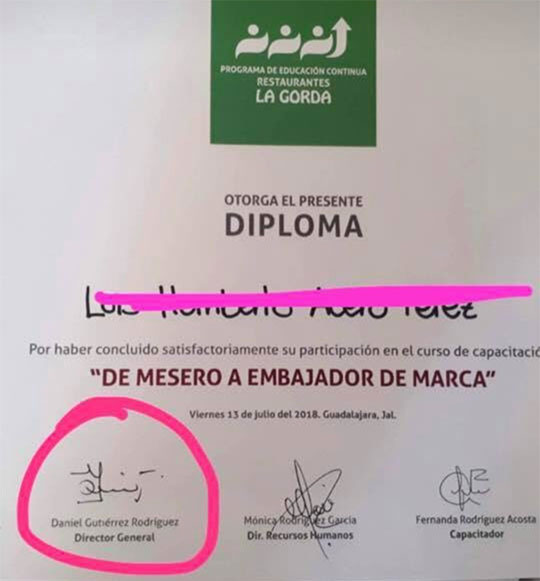 PROGRAMA DE EDUCACIÓN CONTINUA
RESTAURANTES
LA GORDA
OTORGA EL PRESENTE
DIPLOMA
Por haber concluido satisfactoriamente su participación en el curso de capacitació
"DE MESERO A EMBAJADOR DE MARCA"
Viernes 13 de julio del 2018. Guadalajara, Jal.
Daniel Gutiérrez Rodríguez
Director General
Mónica Rodríguez García
Dir. Recursos Humanos
Fernanda Rodríguez Acosta
Capacitador